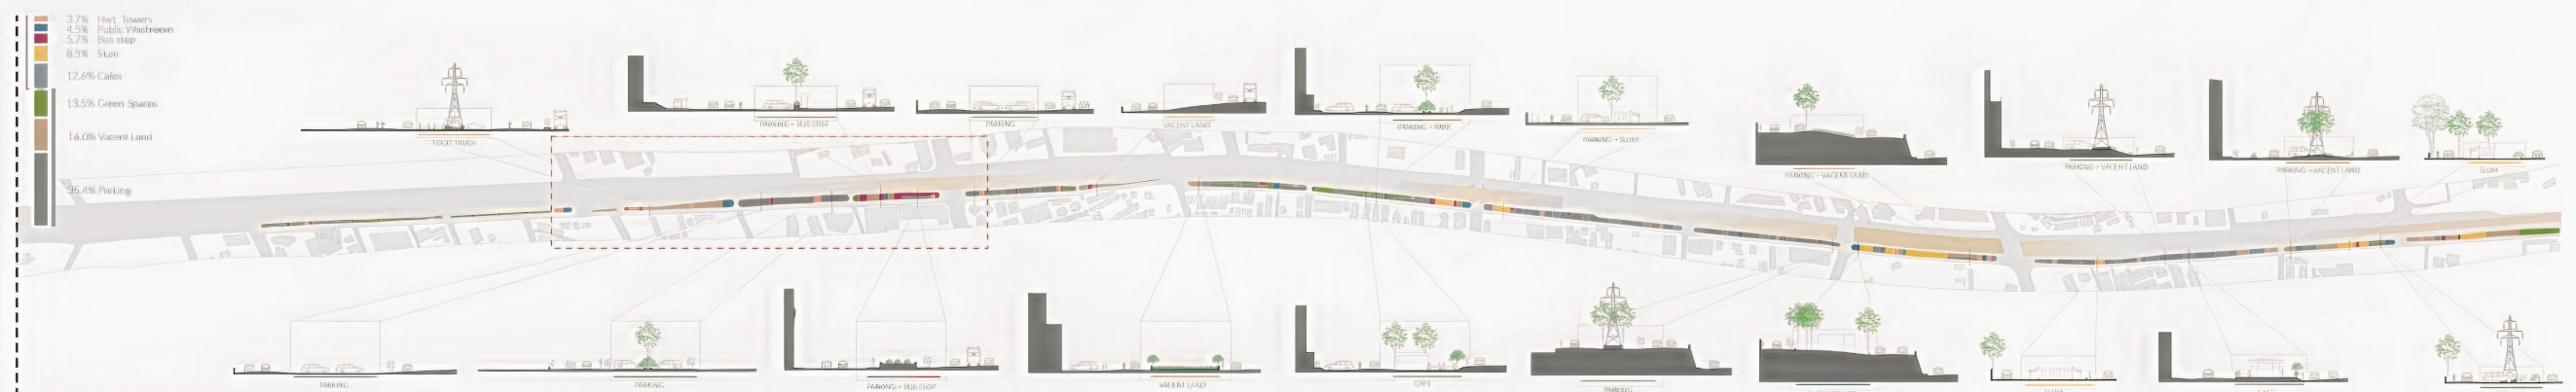 3.7% Hwt. Towers
4.5% Public Washroom
5.7% Bus stop
8.5% Slum
12.6% Cafes
13.5% Green Spaces
16.0% Vacent Land
35.4% Parking
FOOD TRUCK
PARKING + BUS STOP
PARKING
VACENT LAND
PARKING + PARK
PARKING + SLUM
PARKING + VACENT LAND
PARKING + VACENT LAND
PARKING + VACENT LAND
SLUM
PARKING
PARKING
PARKING + BUS STOP
VACENT LAND
CAFE
PARKING